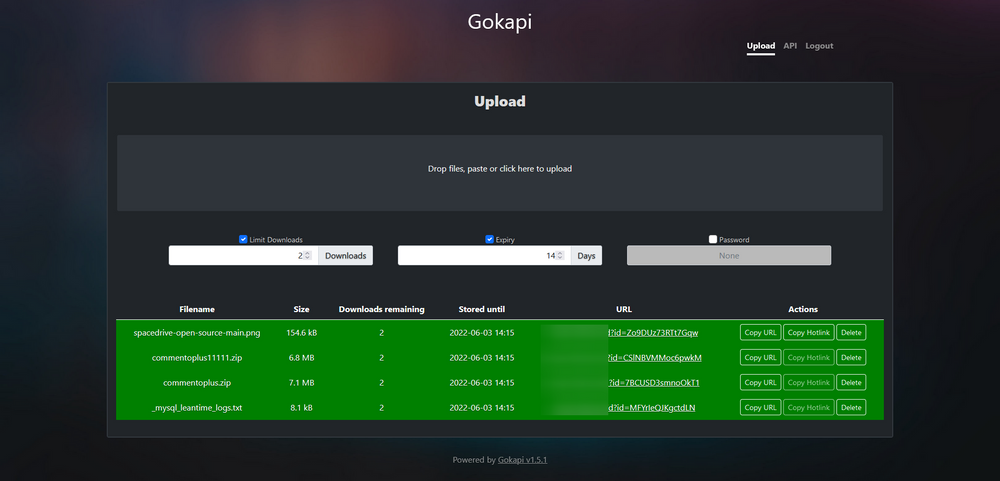 Gokapi
Upload API Logout
Upload
Drop files, paste or click here to upload
Limit Downloads Expiry Password
2 Downloads 14 Days None
Filename Size Downloads remaining Stored until URL Actions
spacedrive-open-source-main.png 154.6 kB 2 2022-06-03 14:15 d?id=Zo9DUz73RTt7Gqw Copy URL Copy Hotlink Delete
commentoplus11111.zip 6.8 MB 2 2022-06-03 14:15 ?id=CSlNBVMMoc6pwkM Copy URL Copy Hotlink Delete
commentoplus.zip 7.1 MB 2 2022-06-03 14:15 ?id=7BCUSD3smnoOkT1 Copy URL Copy Hotlink Delete
_mysql_leantime_logs.txt 8.1 kB 2 2022-06-03 14:15 d?id=MFYrIeQJKgctdLN Copy URL Copy Hotlink Delete
Powered by Gokapi v1.5.1